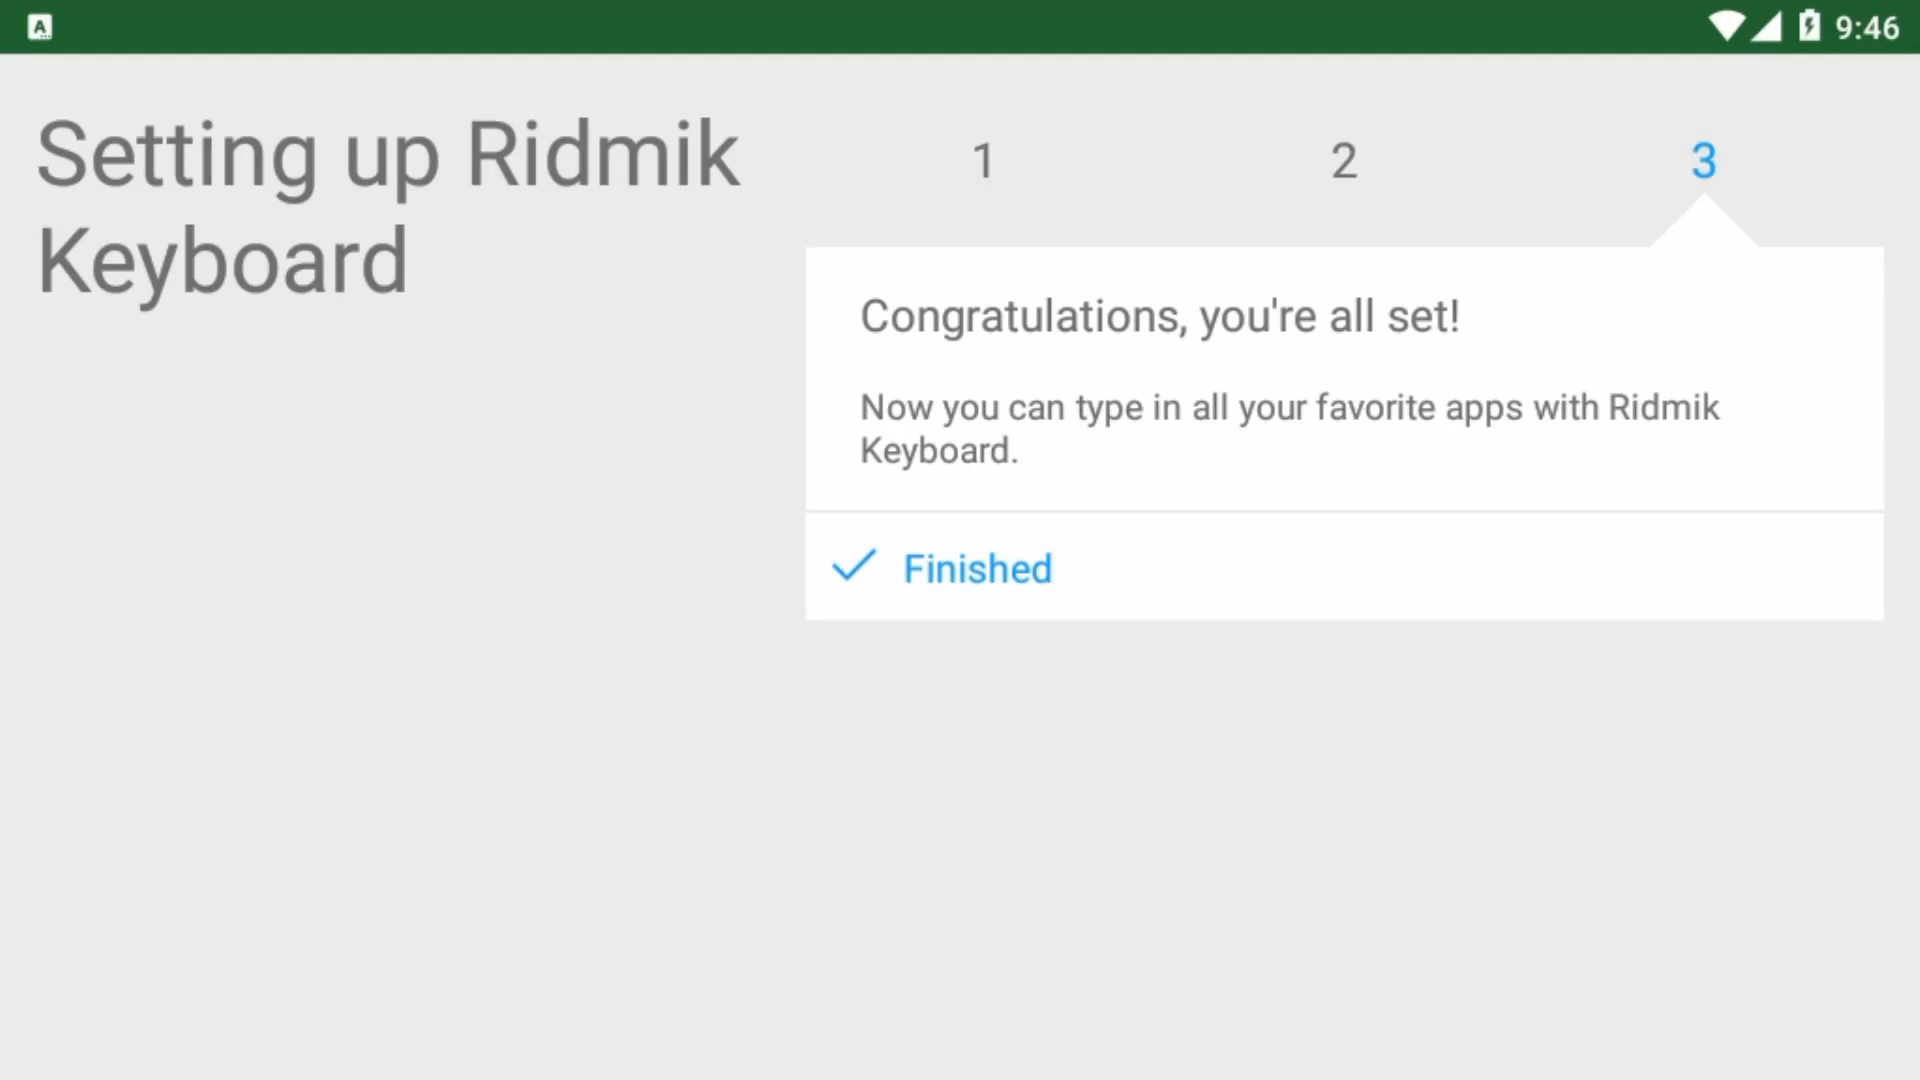 9:46
Setting up Ridmik
Keyboard
1 2 3
Congratulations, you're all set!
Now you can type in all your favorite apps with Ridmik
Keyboard.
Finished